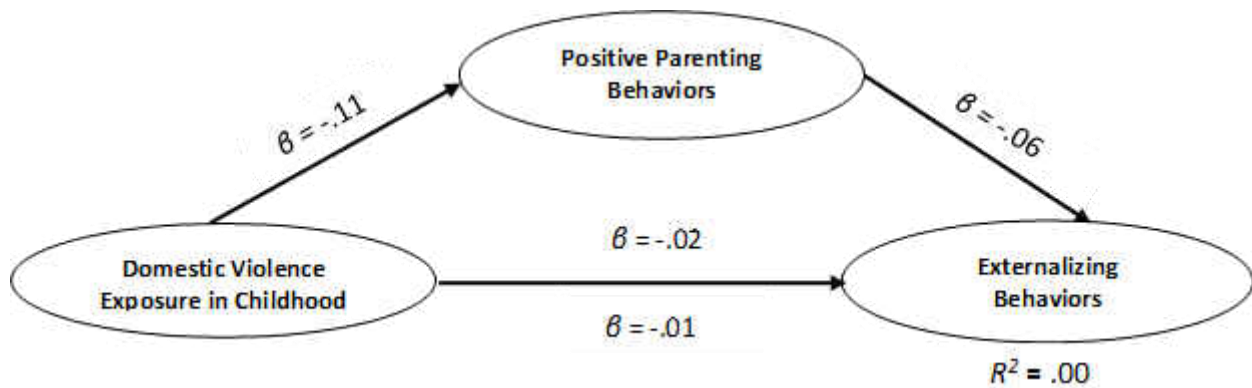 Positive Parenting
Behaviors
β = -.11
β = -.06
β = -.02
Domestic Violence
Exposure in Childhood
Externalizing
Behaviors
β = -.01
R² = .00